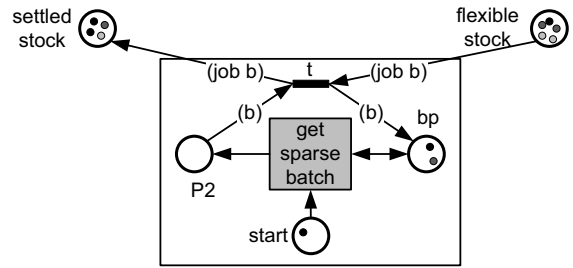 settled
stock
flexible
stock
t
(job b)
(job b)
(b)
(b)
bp
get
sparse
batch
P2
start